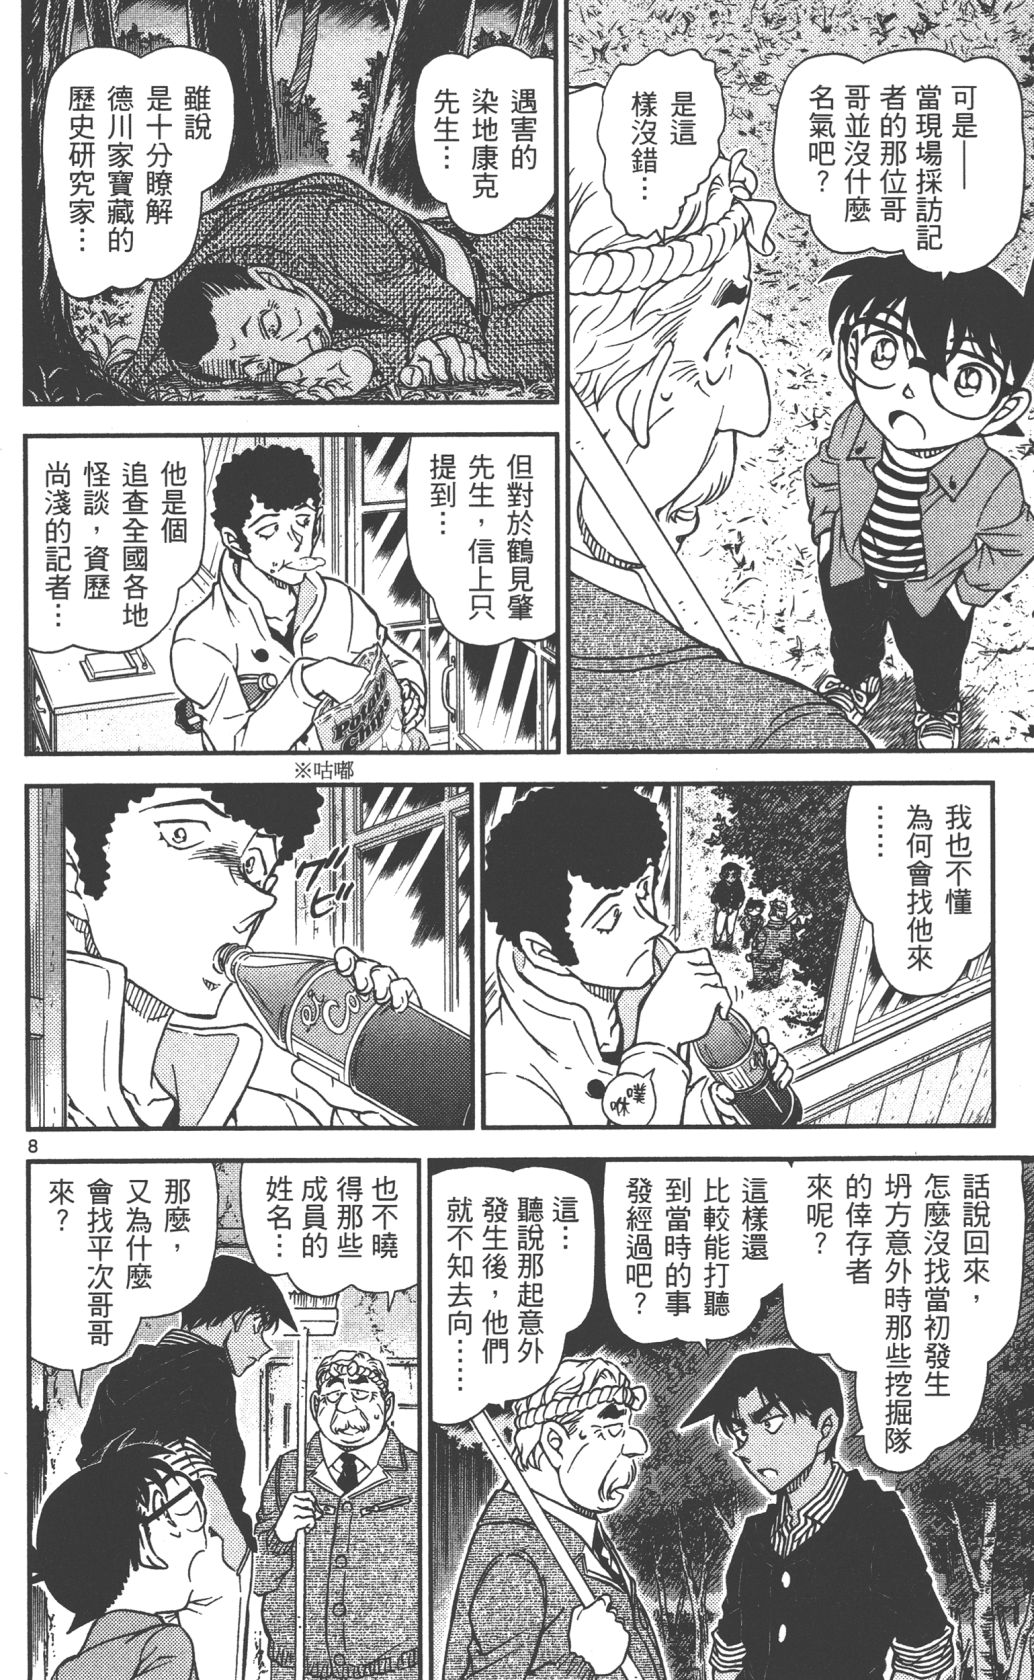 可是──
當現場採訪記
者的那位哥
哥並沒什麼
名氣吧？
是這
樣沒錯…
遇害的
染地康克
先生…
雖說
是十分瞭解
德川家寶藏的
歷史研究家…
但對於鶴見肇
先生，信上只
提到…
他是個
追查全國各地
怪談，資歷
尚淺的記者…
※咕嘟
我也不懂
為何會找他來
……
噗
咻
グビ
8
話說回來，
怎麼沒找當初發生
坍方意外時那些挖掘隊
的倖存者
來呢？
這樣還
比較能打聽
到當時的事
發經過吧？
這…
聽說那起意外
發生後，他們
就不知去向……
也不曉
得那些
成員的
姓名…
那麼，
又為什麼
會找平次哥哥
來？